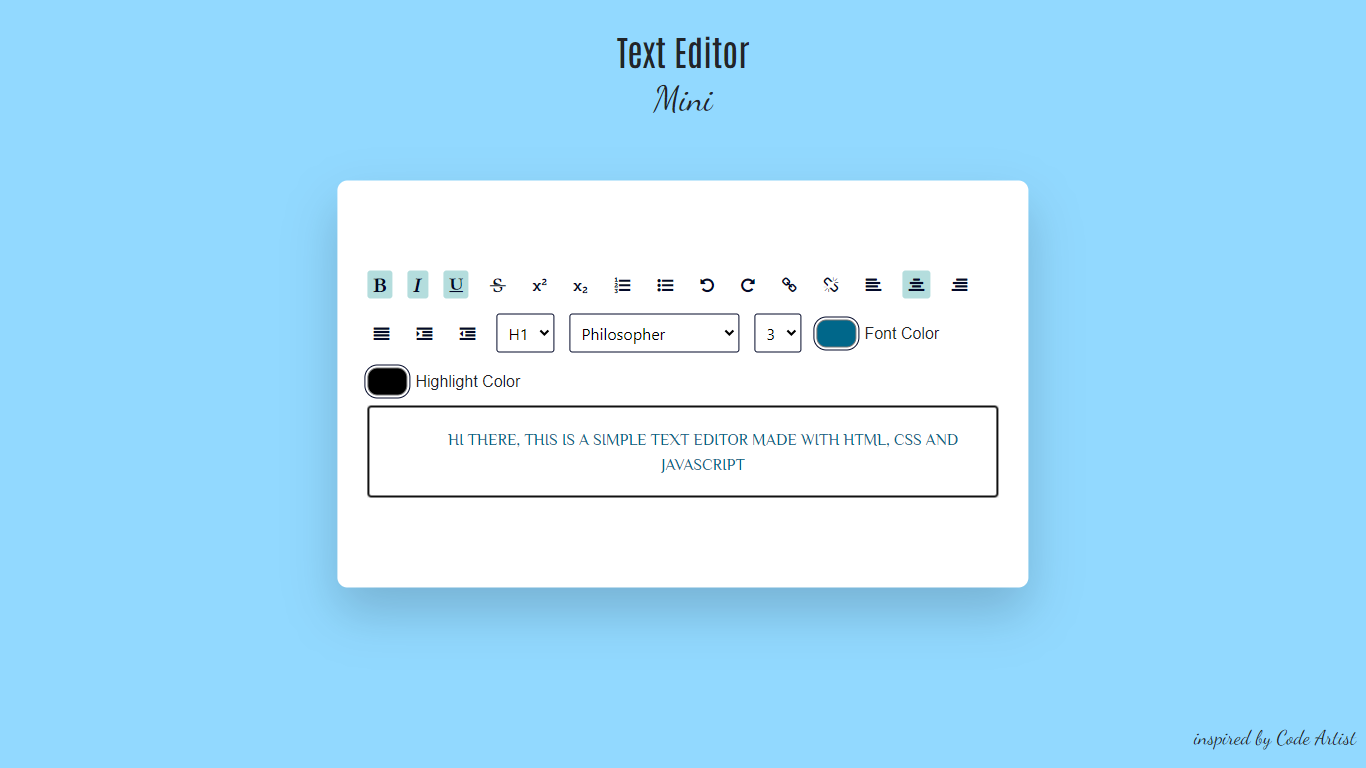 Text Editor
Mini
B I U S x² x₂
H1 Philosopher 3 Font Color
Highlight Color
HI THERE, THIS IS A SIMPLE TEXT EDITOR MADE WITH HTML, CSS AND
JAVASCRIPT
inspired by Code Artist